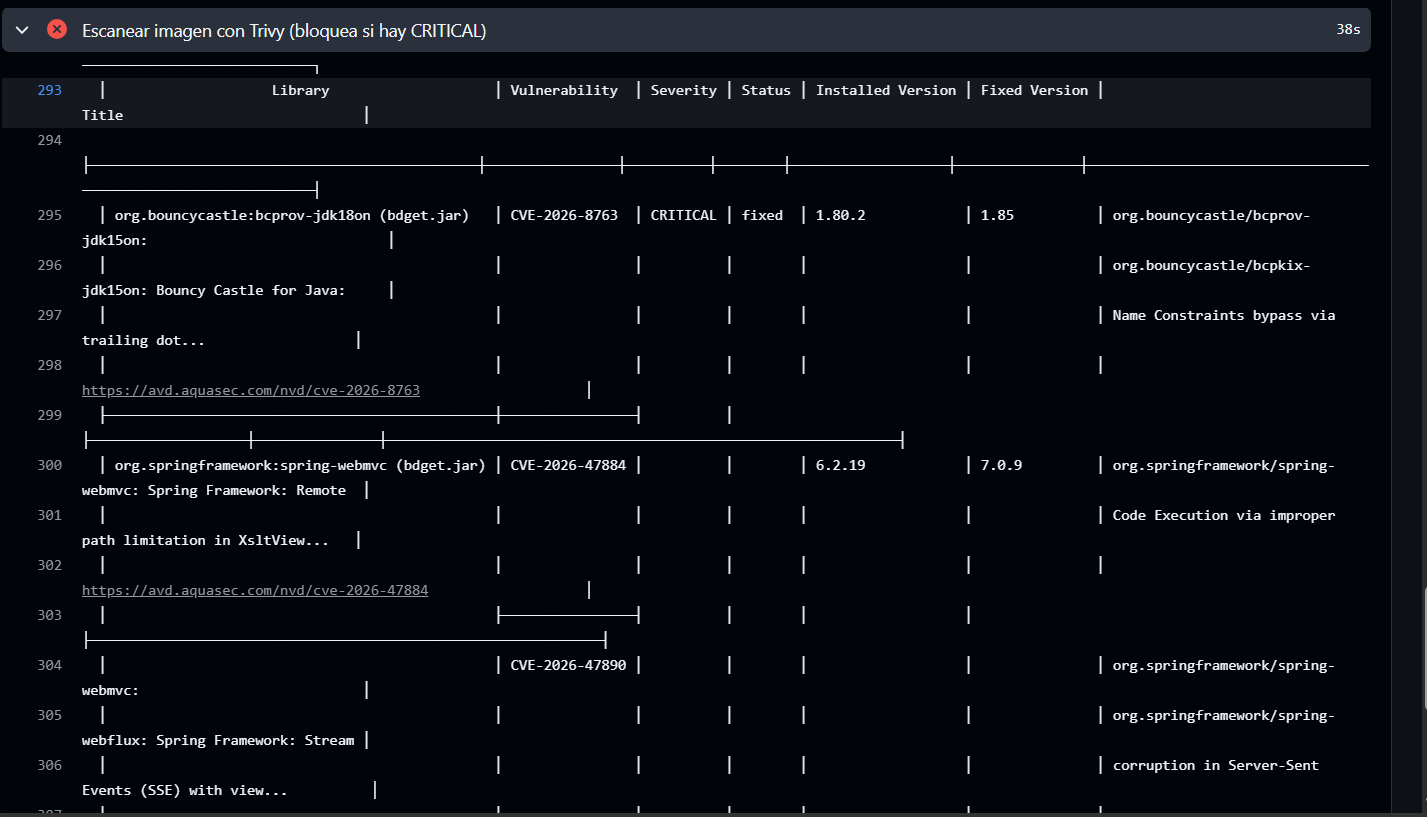 Escanear imagen con Trivy (bloquea si hay CRITICAL) 38s
293 | Library | Vulnerability | Severity | Status | Installed Version | Fixed Version |
Title |
294
295 | org.bouncycastle:bcprov-jdk18on (bdget.jar) | CVE-2026-8763 | CRITICAL | fixed | 1.80.2 | 1.85 | org.bouncycastle/bcprov-
jdk15on: |
296 | | | | | | | org.bouncycastle/bcpkix-
jdk15on: Bouncy Castle for Java: |
297 | | | | | | | Name Constraints bypass via
trailing dot... |
298 | | | | | | |
https://avd.aquasec.com/nvd/cve-2026-8763 |
299
300 | org.springframework:spring-webmvc (bdget.jar) | CVE-2026-47884 | | | 6.2.19 | 7.0.9 | org.springframework/spring-
webmvc: Spring Framework: Remote |
301 | | | | | | | Code Execution via improper
path limitation in XsltView... |
302 | | | | | | |
https://avd.aquasec.com/nvd/cve-2026-47884 |
303
304 | | CVE-2026-47890 | | | | | org.springframework/spring-
webmvc: |
305 | | | | | | | org.springframework/spring-
webflux: Spring Framework: Stream |
306 | | | | | | | corruption in Server-Sent
Events (SSE) with view... |